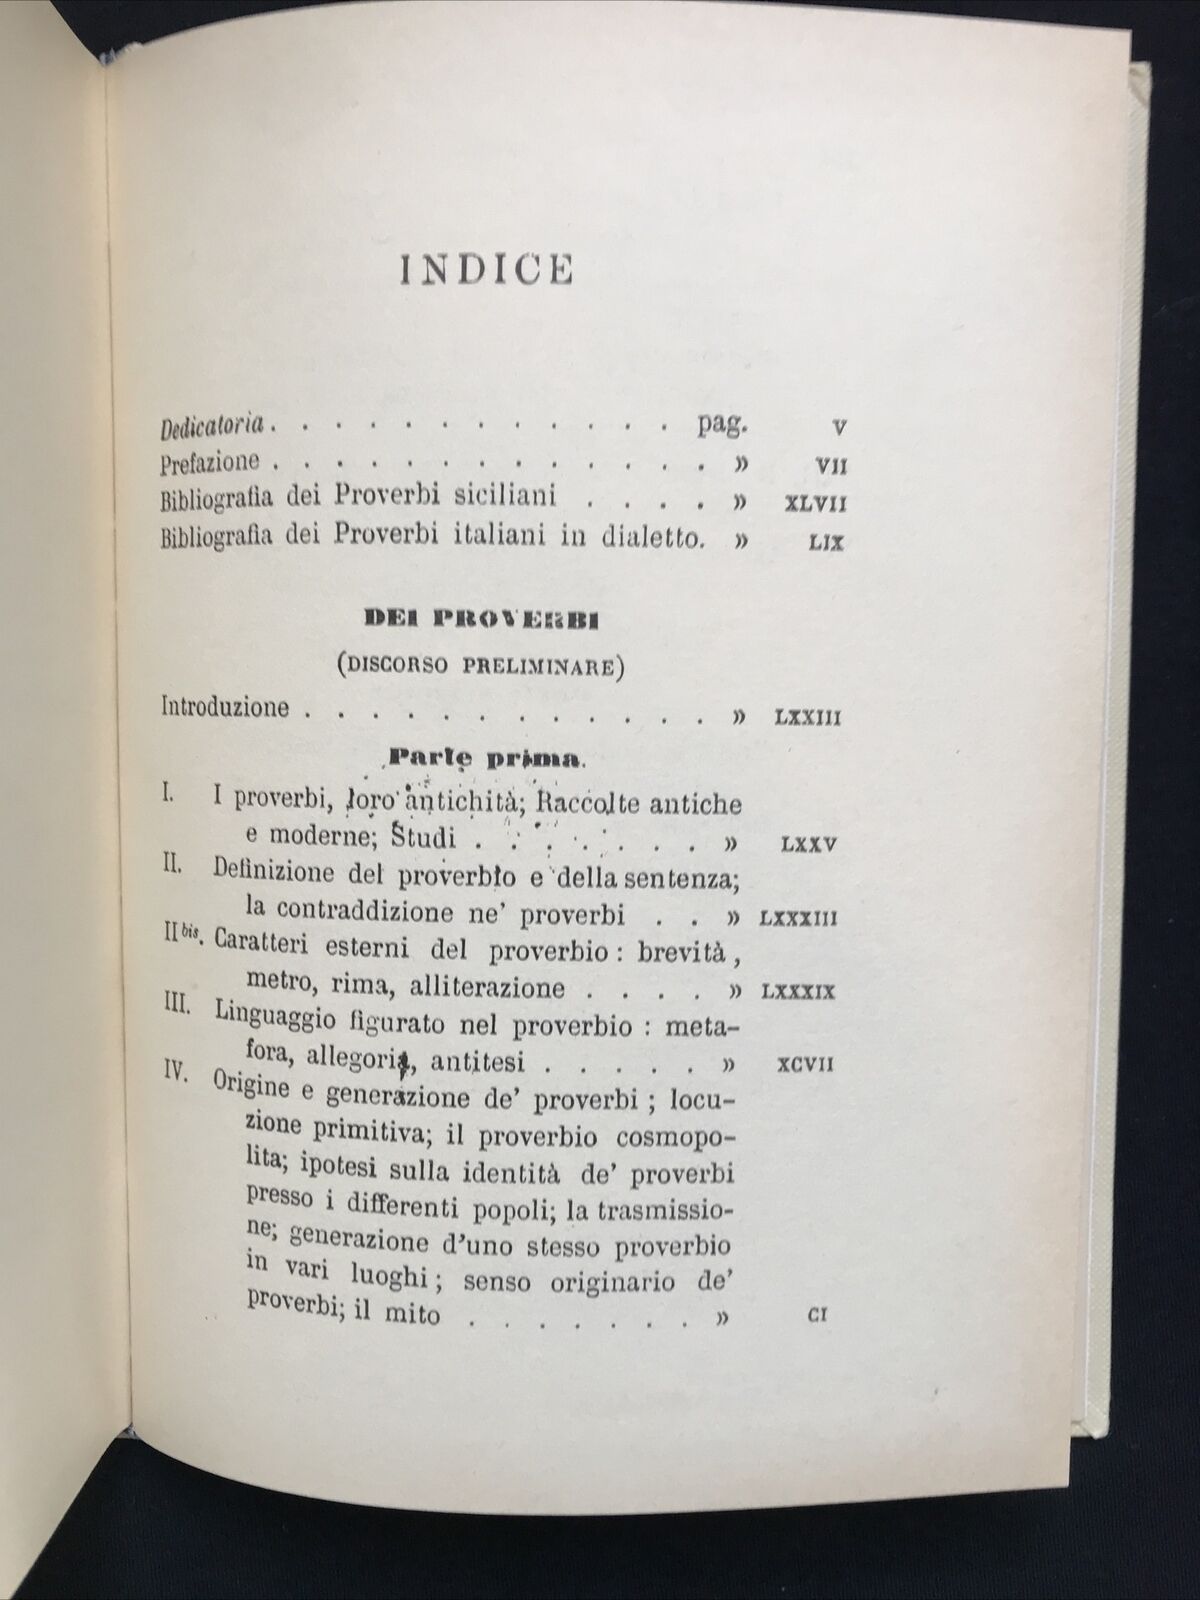 INDICE
Dedicatoria . . . . . . . . . . . . pag. V
Prefazione . . . . . . . . . . . . . » VII
Bibliografia dei Proverbi siciliani . . . . » XLVII
Bibliografia dei Proverbi italiani in dialetto. » LIX
DEI PROVERBI
(DISCORSO PRELIMINARE)
Introduzione . . . . . . . . . . . . » LXXIII
Parte prima.
I. I proverbi, loro antichità; Raccolte antiche
e moderne; Studi . . . . . . . » LXXV
II. Definizione del proverbio e della sentenza;
la contraddizione ne' proverbi . . » LXXXIII
IIbis. Caratteri esterni del proverbio: brevità,
metro, rima, alliterazione . . . . » LXXXIX
III. Linguaggio figurato nel proverbio: meta-
fora, allegoria, antitesi . . . . . » XCVII
IV. Origine e generazione de' proverbi; locu-
zione primitiva; il proverbio cosmopo-
lita; ipotesi sulla identità de' proverbi
presso i differenti popoli; la trasmissio-
ne; generazione d'uno stesso proverbio
in vari luoghi; senso originario de'
proverbi; il mito . . . . . . . » CI